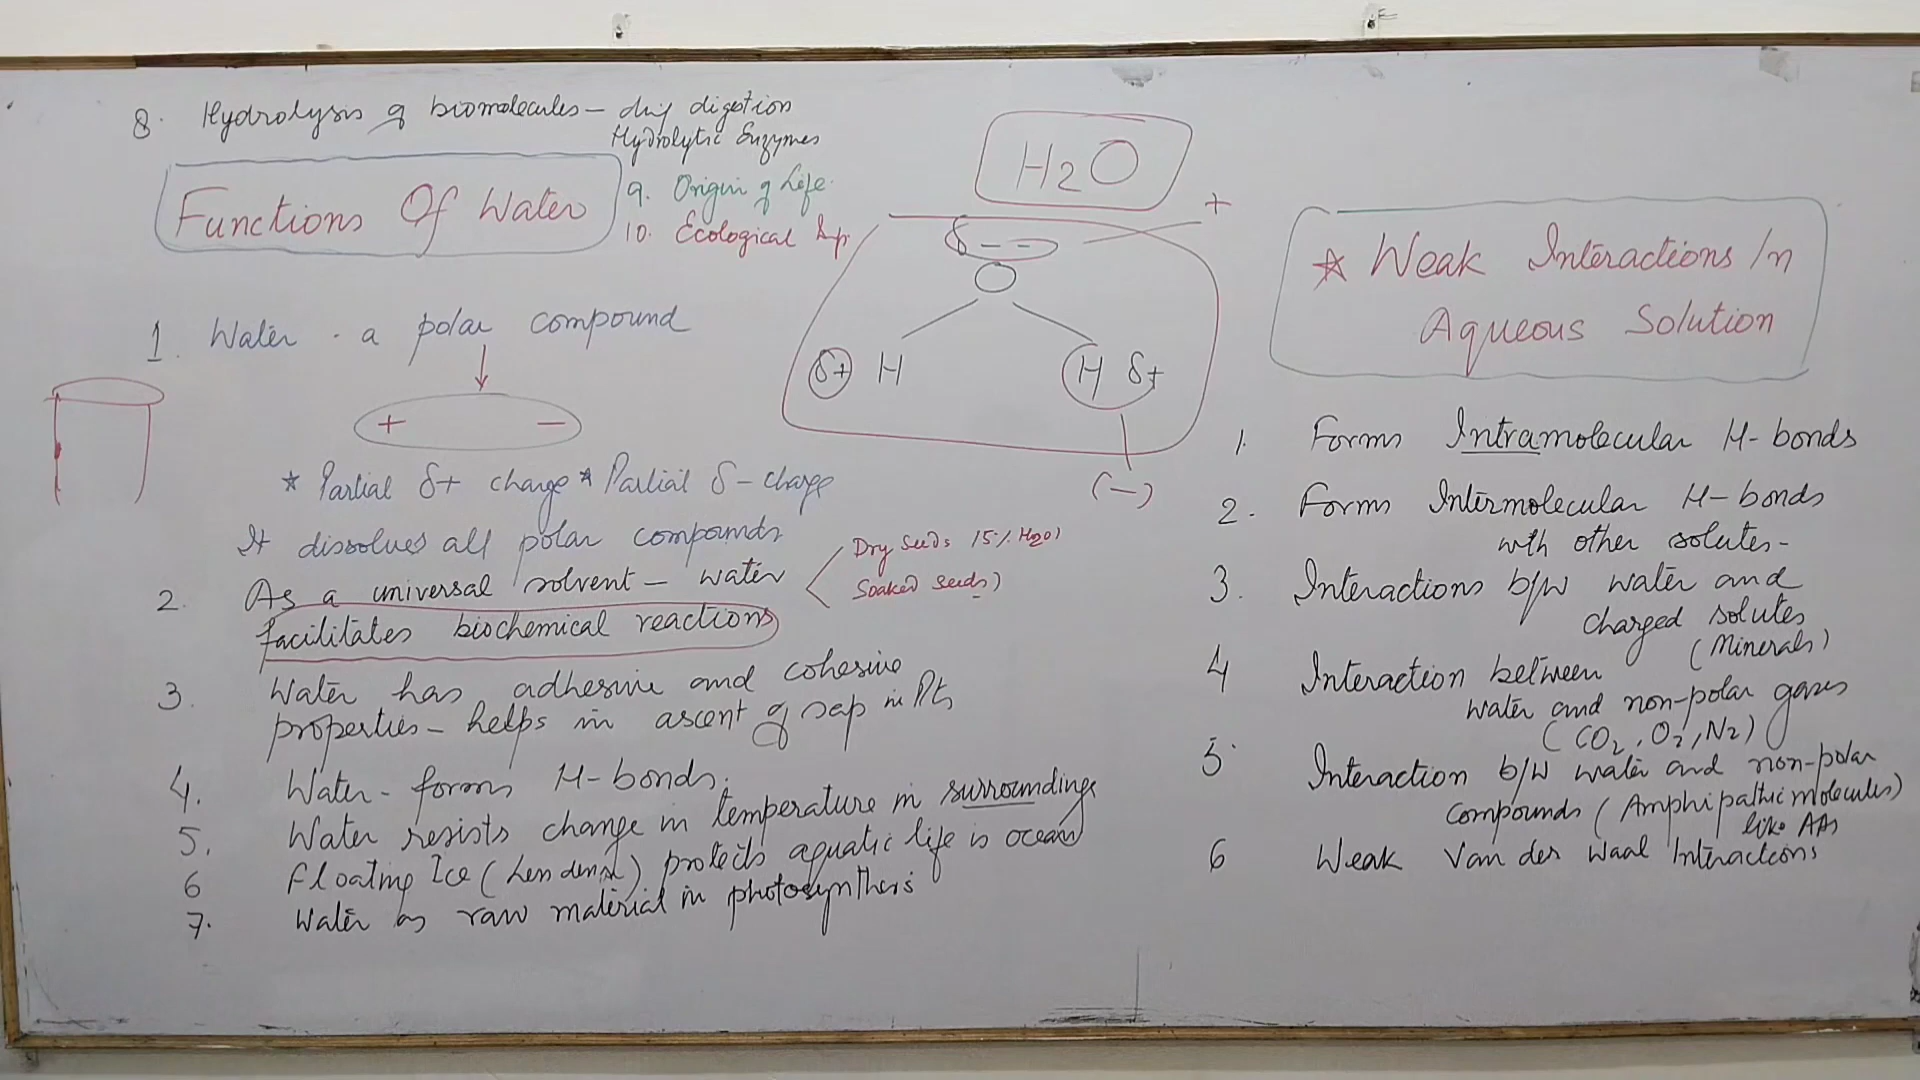 8. Hydrolysis of biomolecules - digestion
Hydrolytic Enzymes
Functions Of Water
9. Origin of Life.
10. Ecological
1. Water - a polar compound
+ -
* Partial δ+ charge * Partial δ- charge
It dissolves all polar compounds
2. As a universal solvent - water
facilitates biochemical reactions
Dry Seeds 15% H2O)
Soaked Seeds)
3. Water has adhesive and cohesive
properties - helps in ascent of sap in
4. Water - forms H-bonds.
5. Water resists change in temperature in surroundings
6 Floating Ice ( ) protects aquatic life is ocean
7. Water as raw material in photosynthesis
H2O
+
δ - -
O
δ+ H
H δ+
(-)
* Weak Interactions In
Aqueous Solution
1. Forms Intramolecular H-bonds
2. Forms Intermolecular H-bonds
with other solutes-
3. Interactions b/w water and
charged solutes
(Minerals)
4 Interaction between
water and non-polar gases
(CO2, O2, N2)
5. Interaction b/w water and non-polar
compounds (Amphipathic molecules)
like AAs
6 Weak Van der Waal Interactions